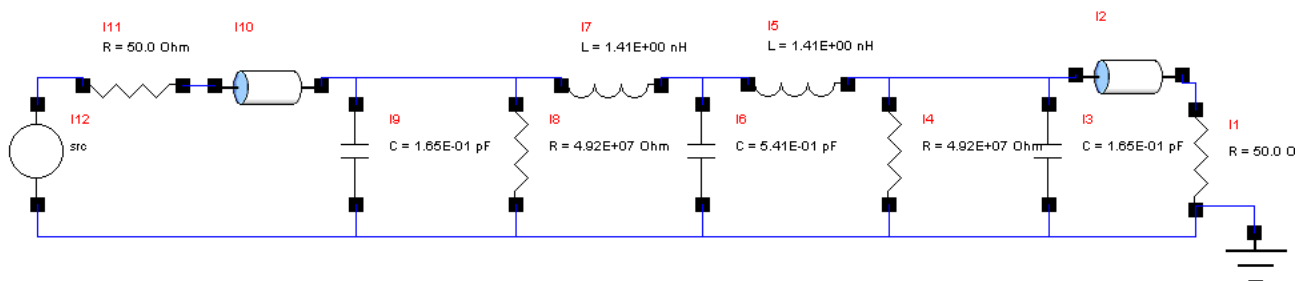 I11
R = 50.0 Ohm
I10
I7
L = 1.41E+00 nH
I5
L = 1.41E+00 nH
I2
I12
src
I9
C = 1.65E-01 pF
I8
R = 4.92E+07 Ohm
I6
C = 5.41E-01 pF
I4
R = 4.92E+07 Ohm
I3
C = 1.65E-01 pF
I1
R = 50.0 O